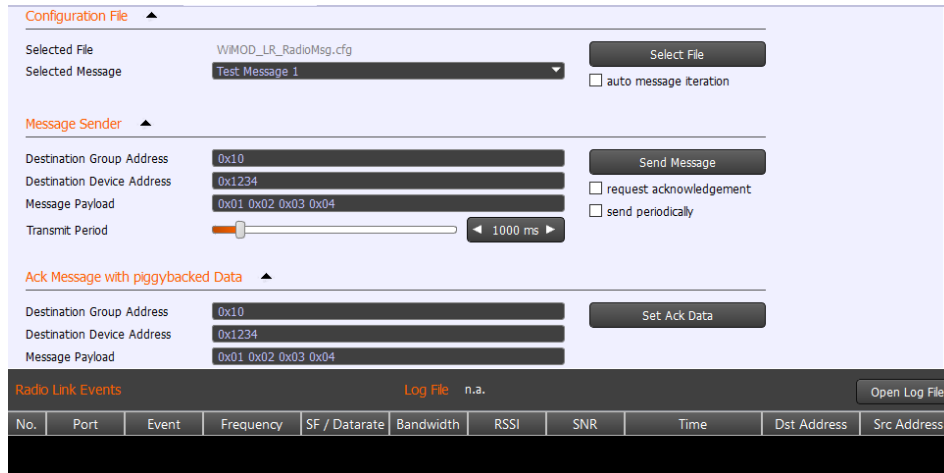 Configuration File
Selected File WiMOD_LR_RadioMsg.cfg Select File
Selected Message Test Message 1
auto message iteration
Message Sender
Destination Group Address 0x10 Send Message
Destination Device Address 0x1234 request acknowledgement
Message Payload 0x01 0x02 0x03 0x04 send periodically
Transmit Period 1000 ms
Ack Message with piggybacked Data
Destination Group Address 0x10 Set Ack Data
Destination Device Address 0x1234
Message Payload 0x01 0x02 0x03 0x04
Radio Link Events Log File n.a. Open Log File
No. Port Event Frequency SF / Datarate Bandwidth RSSI SNR Time Dst Address Src Address